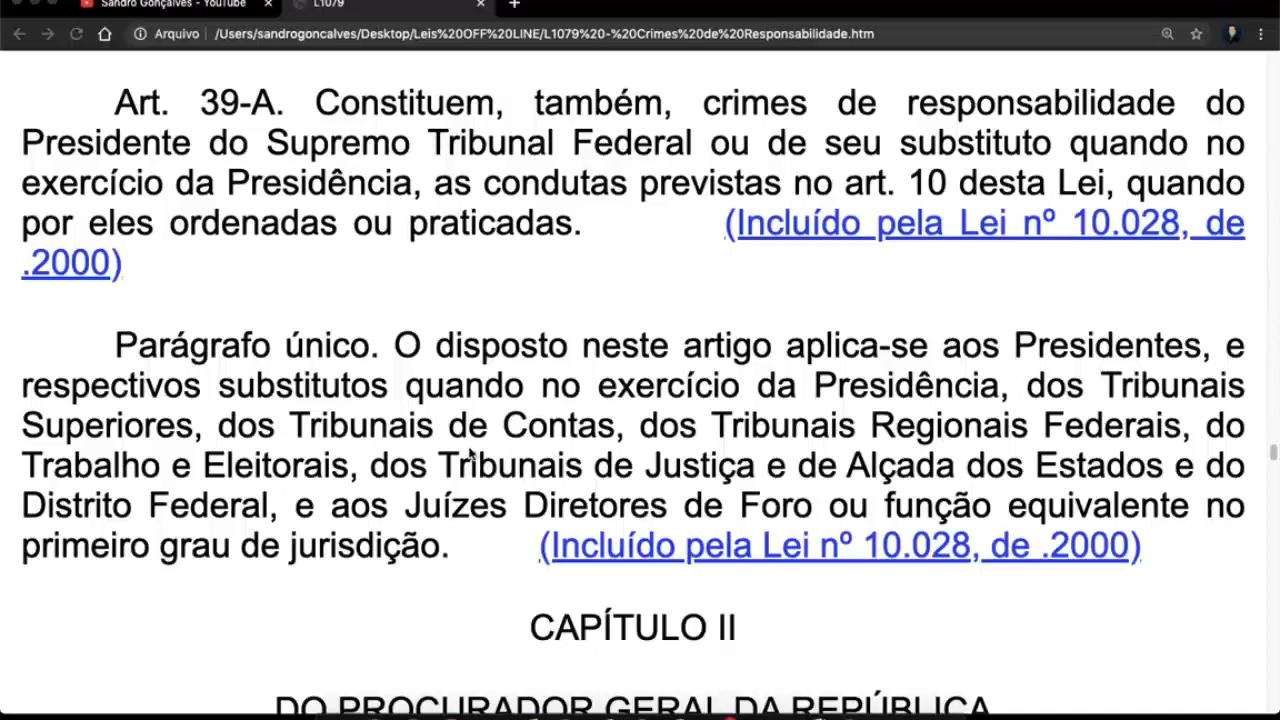 Sandro Gonçalves - YouTube × L1079 × +
Arquivo /Users/sandrogoncalves/Desktop/Leis%20OFF%20LINE/L1079%20-%20Crimes%20de%20Responsabilidade.htm
Art. 39-A. Constituem, também, crimes de responsabilidade do
Presidente do Supremo Tribunal Federal ou de seu substituto quando no
exercício da Presidência, as condutas previstas no art. 10 desta Lei, quando
por eles ordenadas ou praticadas. (Incluído pela Lei nº 10.028, de
.2000)
Parágrafo único. O disposto neste artigo aplica-se aos Presidentes, e
respectivos substitutos quando no exercício da Presidência, dos Tribunais
Superiores, dos Tribunais de Contas, dos Tribunais Regionais Federais, do
Trabalho e Eleitorais, dos Tribunais de Justiça e de Alçada dos Estados e do
Distrito Federal, e aos Juízes Diretores de Foro ou função equivalente no
primeiro grau de jurisdição. (Incluído pela Lei nº 10.028, de .2000)
CAPÍTULO II
DO PROCURADOR GERAL DA REPÚBLICA